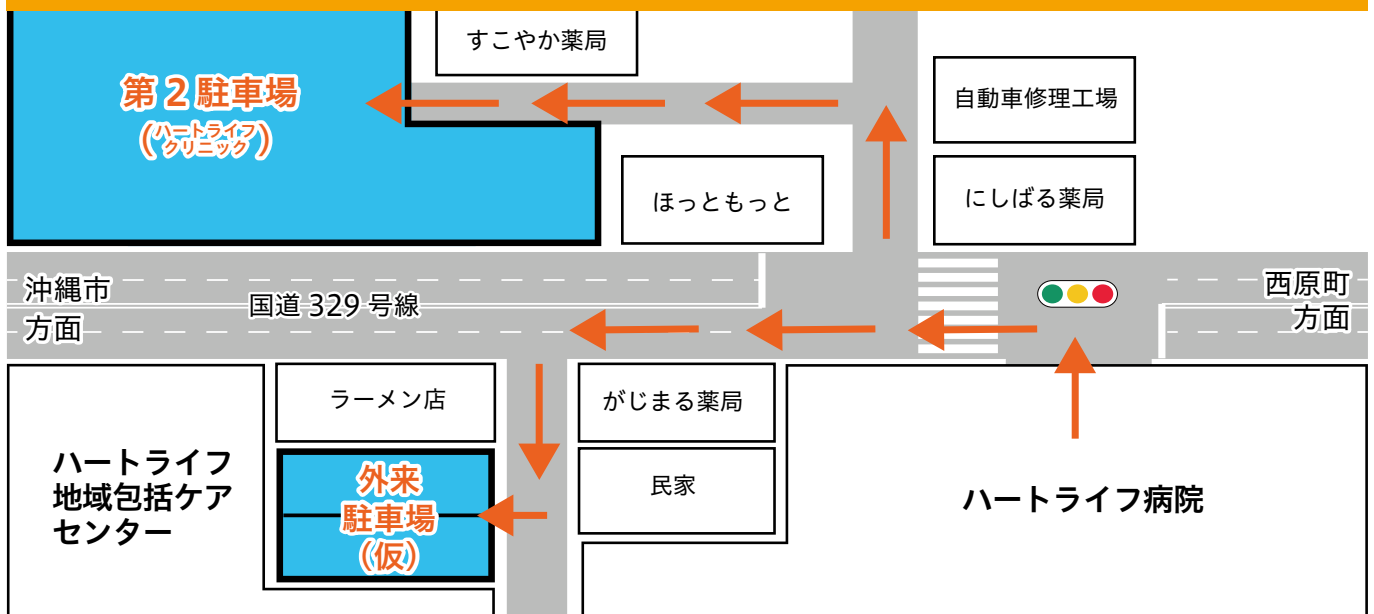 すこやか薬局
第2駐車場
(ハートライフ
クリニック)
自動車修理工場
ほっともっと
にしばる薬局
沖縄市
方面
国道 329 号線
西原町
方面
ラーメン店
がじまる薬局
ハートライフ
地域包括ケア
センター
外来
駐車場
(仮)
民家
ハートライフ病院